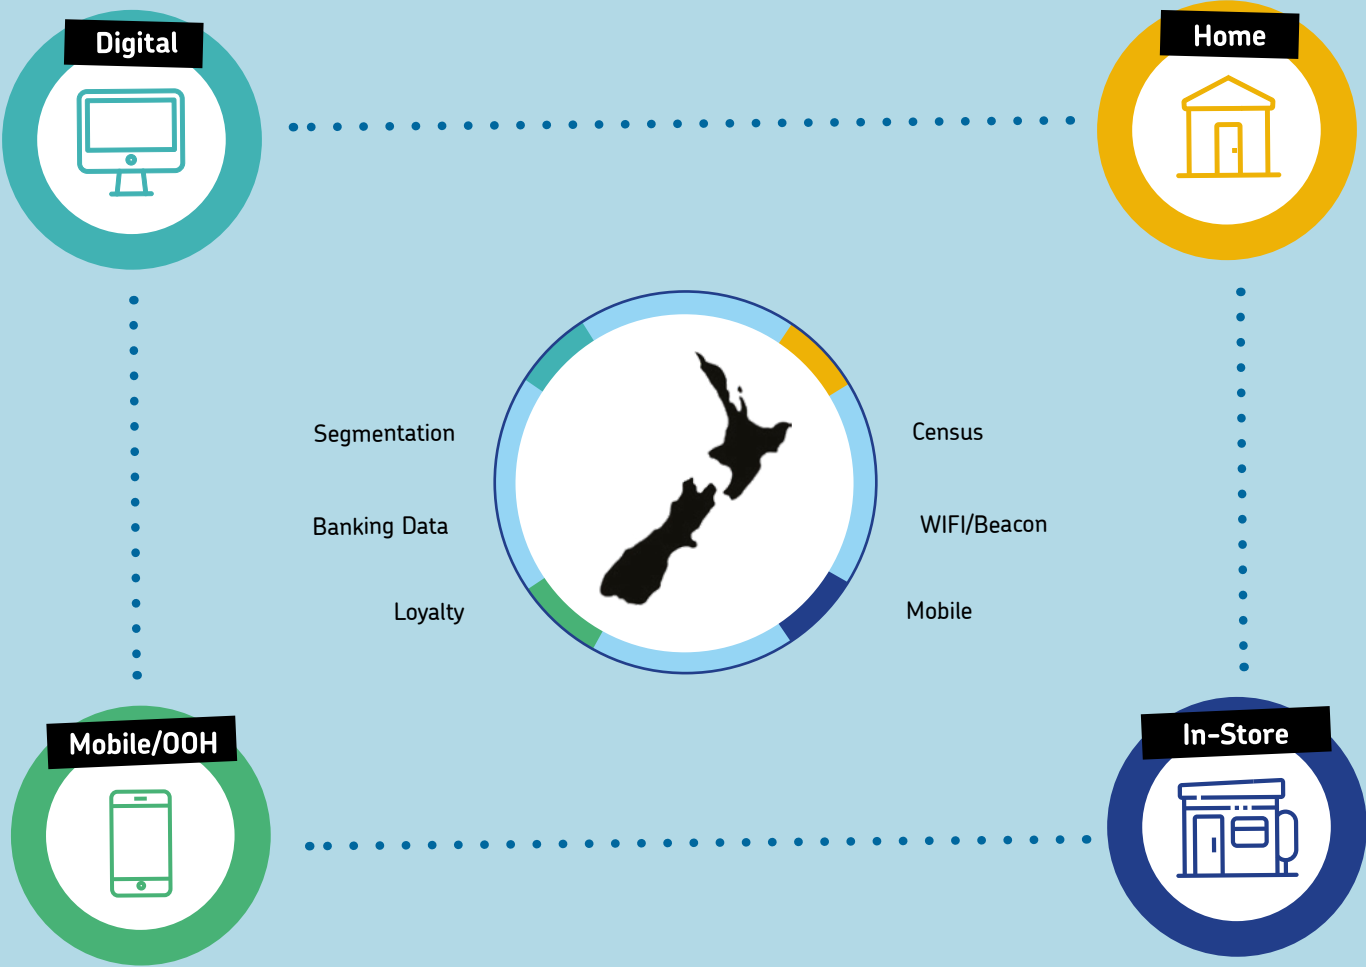 Digital
Home
Segmentation
Census
Banking Data
WIFI/Beacon
Loyalty
Mobile
Mobile/OOH
In-Store